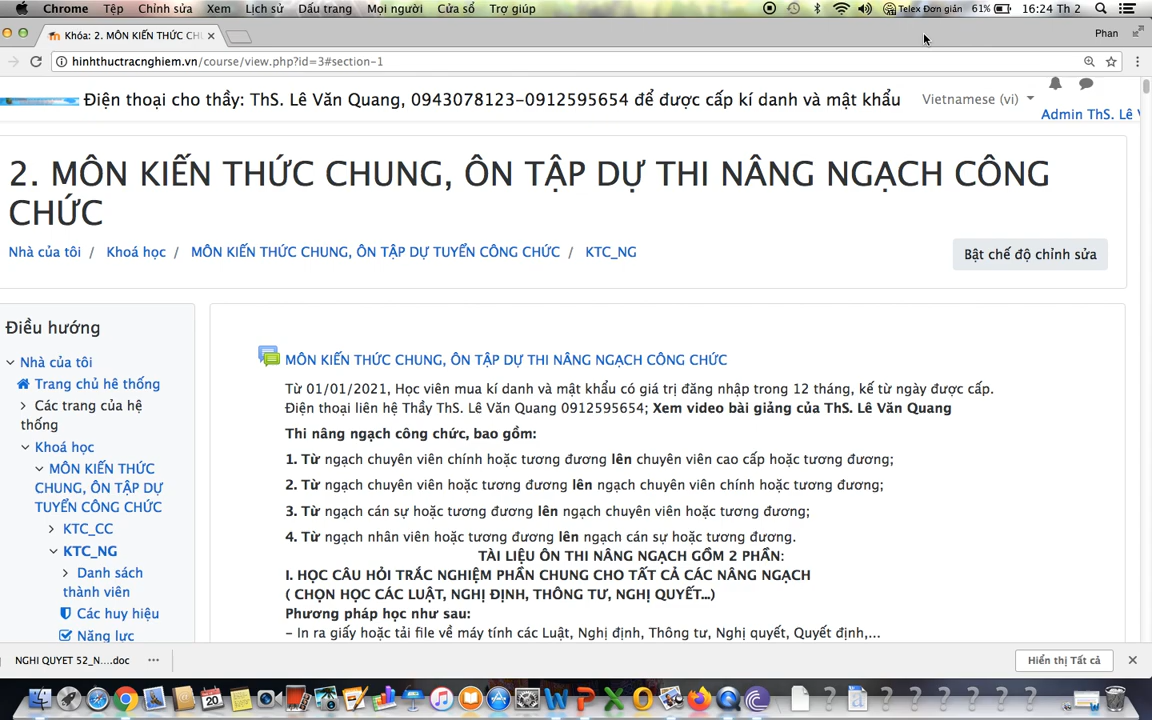 Chrome Tệp Chỉnh sửa Xem Lịch sử Dấu trang Mọi người Cửa sổ Trợ giúp Telex Đơn giản 61% 16:24 Th 2
Khóa: 2. MÔN KIẾN THỨC CH
Phan
hinhthuctracnghiem.vn/course/view.php?id=3#section-1
Điện thoại cho thầy: ThS. Lê Văn Quang, 0943078123-0912595654 để được cấp kí danh và mật khẩu
Vietnamese (vi)
Admin ThS. Lê V
2. MÔN KIẾN THỨC CHUNG, ÔN TẬP DỰ THI NÂNG NGẠCH CÔNG
CHỨC
Nhà của tôi / Khoá học / MÔN KIẾN THỨC CHUNG, ÔN TẬP DỰ TUYỂN CÔNG CHỨC / KTC_NG
Bật chế độ chỉnh sửa
Điều hướng
Nhà của tôi
Trang chủ hê thống
Các trang của hê
thống
Khoá học
MÔN KIẾN THỨC
CHUNG, ÔN TẬP DỰ
TUYỂN CÔNG CHỨC
KTC_CC
KTC_NG
Danh sách
thành viên
Các huy hiệu
Năng lực
MÔN KIẾN THỨC CHUNG, ÔN TẬP DỰ THI NÂNG NGẠCH CÔNG CHỨC
Từ 01/01/2021, Học viên mua kí danh và mật khẩu có giá trị đăng nhập trong 12 tháng, kế từ ngày được cấp.
Điện thoại liên hệ Thầy ThS. Lê Văn Quang 0912595654; Xem video bài giảng của ThS. Lê Văn Quang
Thi nâng ngạch công chức, bao gồm:
1. Từ ngạch chuyên viên chính hoặc tương đương lên chuyên viên cao cấp hoặc tương đương;
2. Từ ngạch chuyên viên hoặc tương đương lên ngạch chuyên viên chính hoặc tương đương;
3. Từ ngạch cán sự hoặc tương đương lên ngạch chuyên viên hoặc tương đương;
4. Từ ngạch nhân viên hoặc tương đương lên ngạch cán sự hoặc tương đương.
TÀI LIỆU ÔN THI NÂNG NGẠCH GỒM 2 PHẦN:
I. HỌC CÂU HỎI TRẮC NGHIỆM PHẦN CHUNG CHO TẤT CẢ CÁC NÂNG NGẠCH
( CHỌN HỌC CÁC LUẬT, NGHỊ ĐỊNH, THÔNG TƯ, NGHỊ QUYẾT...)
Phương pháp học như sau:
– In ra giấy hoặc tải file về máy tính các Luật, Nghị định, Thông tư, Nghị quyết, Quyết định,...
NGHI QUYET 52_N....doc
Hiển thị Tất cả
20